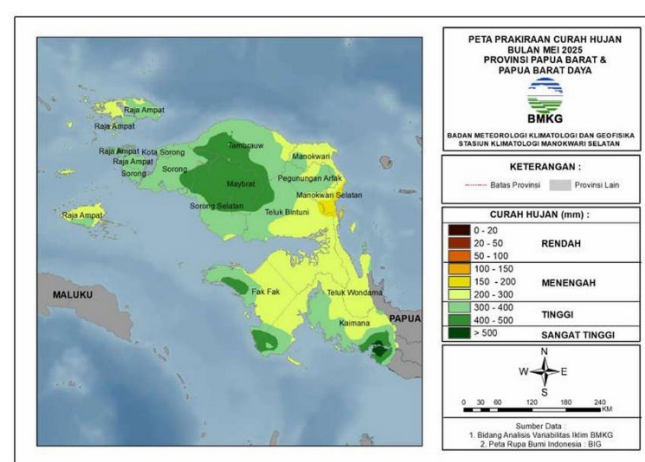 PETA PRAKIRAAN CURAH HUJAN
BULAN MEI 2025
PROVINSI PAPUA BARAT &
PAPUA BARAT DAYA
BMKG
BADAN METEOROLOGI KLIMATOLOGI DAN GEOFISIKA
STASIUN KLIMATOLOGI MANOKWARI SELATAN
KETERANGAN :
Batas Provinsi
Provinsi Lain
CURAH HUJAN (mm) :
0 - 20
20 - 50
RENDAH
50 - 100
100 - 150
150 - 200
MENENGAH
200 - 300
300 - 400
TINGGI
400 - 500
> 500
SANGAT TINGGI
N
W
E
S
0 30 60 120 180 240
KM
Sumber Data :
1. Bidang Analisis Variabilitas Iklim BMKG
2. Peta Rupa Bumi Indonesia : BIG
Raja Ampat
Raja Ampat
Raja Ampat
Raja Ampat
Kota Sorong
Sorong
Sorong
Tambrauw
Maybrat
Sorong Selatan
Manokwari
Pegunungan Arfak
Manokwari Selatan
Teluk Bintuni
Raja Ampat
Fak Fak
Teluk Wondama
Kaimana
MALUKU
PAPUA